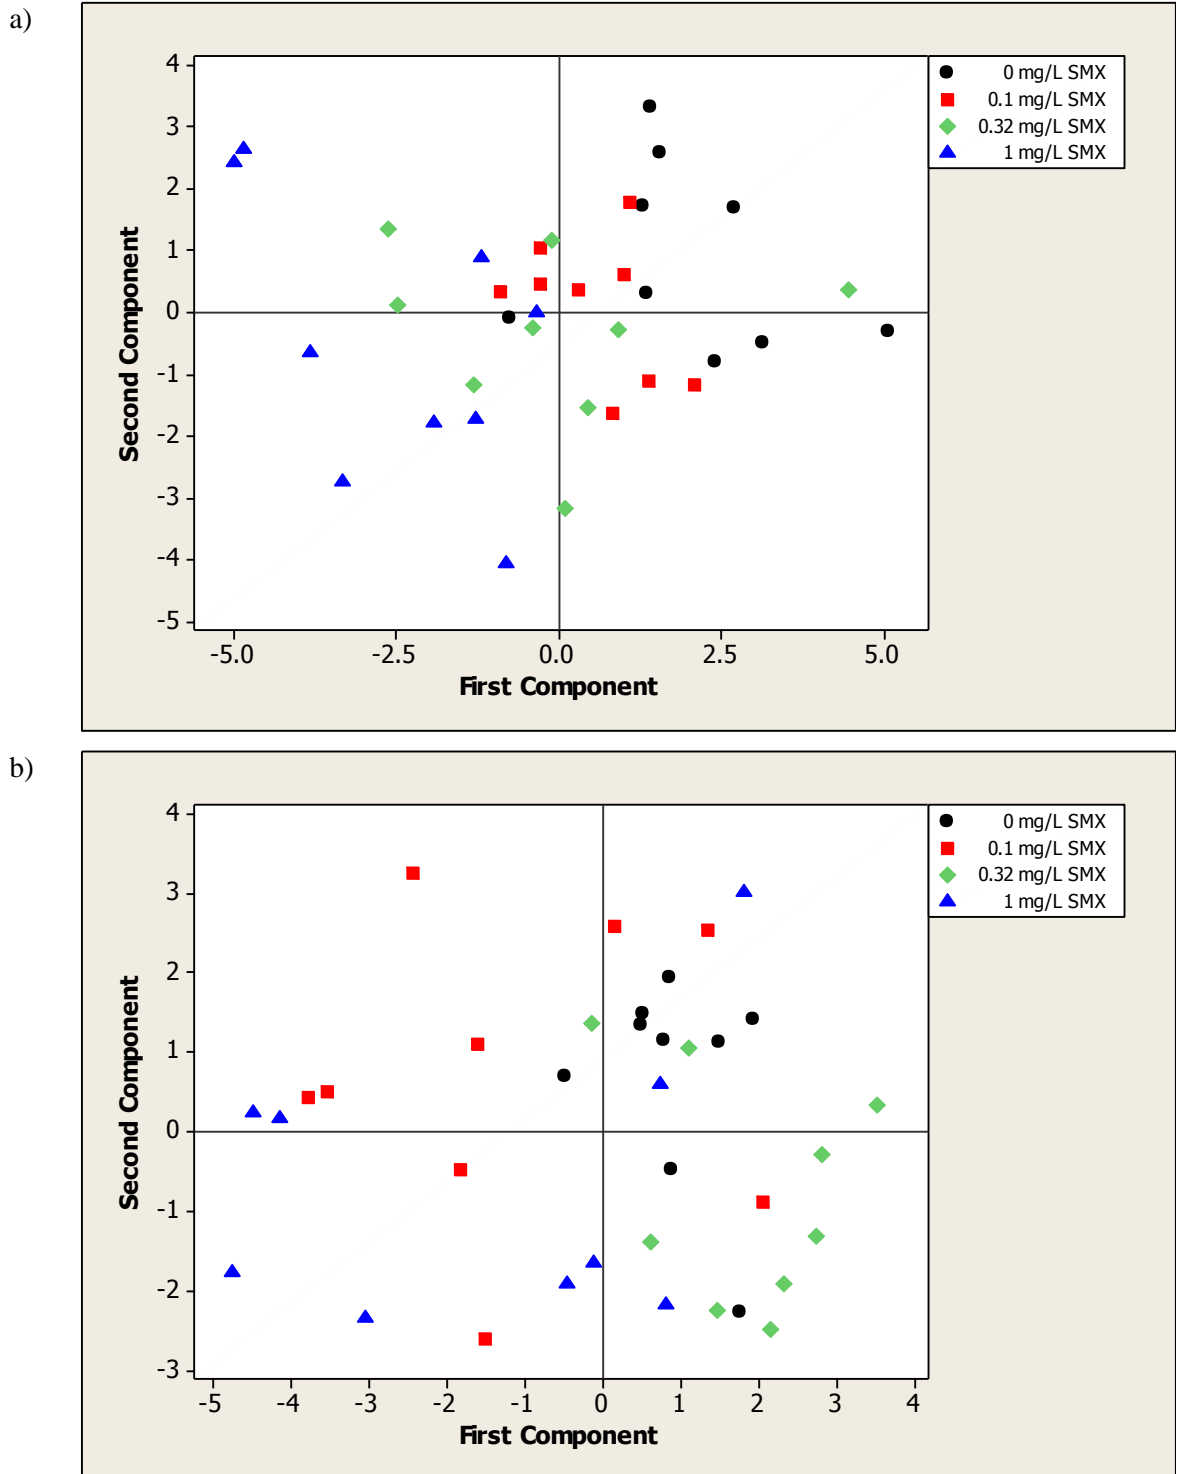 a)
4
3
2
1
0
-1
-2
-3
-4
-5
Second Component
-5.0 -2.5 0.0 2.5 5.0
First Component
0 mg/L SMX
0.1 mg/L SMX
0.32 mg/L SMX
1 mg/L SMX
b)
4
3
2
1
0
-1
-2
-3
Second Component
-5 -4 -3 -2 -1 0 1 2 3 4
First Component
0 mg/L SMX
0.1 mg/L SMX
0.32 mg/L SMX
1 mg/L SMX